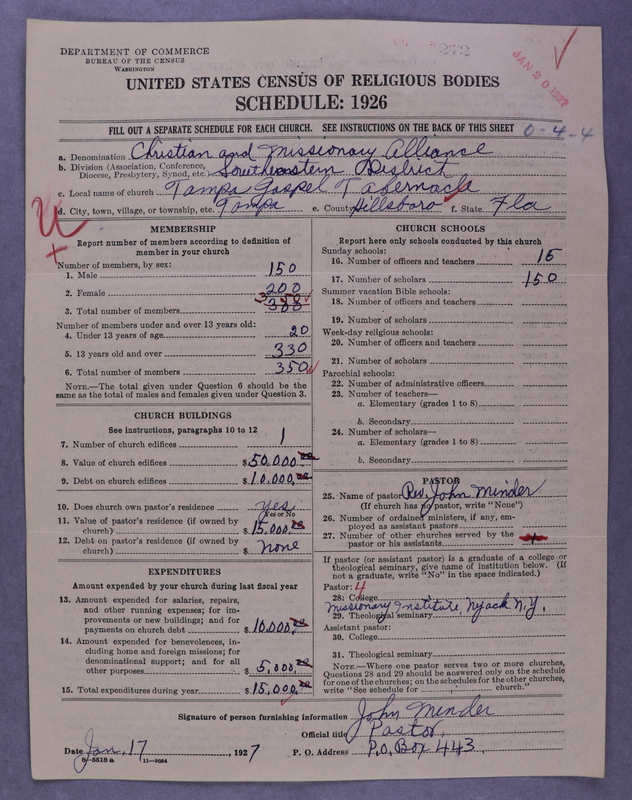 272
JAN 20 1927
DEPARTMENT OF COMMERCE
BUREAU OF THE CENSUS
WASHINGTON
UNITED STATES CENSUS OF RELIGIOUS BODIES
SCHEDULE: 1926
FILL OUT A SEPARATE SCHEDULE FOR EACH CHURCH. SEE INSTRUCTIONS ON THE BACK OF THIS SHEET 0-4-4
a. Denomination Christian and Missionary Alliance
b. Division (Association, Conference, Diocese, Presbytery, Synod, etc.) Southeastern District
c. Local name of church Tampa Gospel Tabernacle
d. City, town, village, or township, etc. Tampa e. County Hillsboro f. State Fla
MEMBERSHIP
Report number of members according to definition of
member in your church
Number of members, by sex:
1. Male 150
2. Female 200
3. Total number of members 350
Number of members under and over 13 years old:
4. Under 13 years of age 20
5. 13 years old and over 330
6. Total number of members 350
NOTE.—The total given under Question 6 should be the
same as the total of males and females given under Question 3.
CHURCH BUILDINGS
See instructions, paragraphs 10 to 12
7. Number of church edifices 1
8. Value of church edifices $50,000.00
9. Debt on church edifices $10,000.00
10. Does church own pastor's residence yes
Yes or No
11. Value of pastor's residence (if owned by
church) $15,000.00
12. Debt on pastor's residence (if owned by
church) $ none
EXPENDITURES
Amount expended by your church during last fiscal year
13. Amount expended for salaries, repairs,
and other running expenses; for im-
provements or new buildings; and for
payments on church debt $10,000.00
14. Amount expended for benevolences, in-
cluding home and foreign missions; for
denominational support; and for all
other purposes $5,000.00
15. Total expenditures during year $15,000.00
CHURCH SCHOOLS
Report here only schools conducted by this church
Sunday schools:
16. Number of officers and teachers 15
17. Number of scholars 150
Summer vacation Bible schools:
18. Number of officers and teachers
19. Number of scholars
Week-day religious schools:
20. Number of officers and teachers
21. Number of scholars
Parochial schools:
22. Number of administrative officers
23. Number of teachers—
a. Elementary (grades 1 to 8)
b. Secondary
24. Number of scholars—
a. Elementary (grades 1 to 8)
b. Secondary
PASTOR
25. Name of pastor Rev. John Minder
(If church has no pastor, write "None")
26. Number of ordained ministers, if any, em-
ployed as assistant pastors
27. Number of other churches served by the
pastor or his assistants
If pastor (or assistant pastor) is a graduate of a college or
theological seminary, give name of institution below. (If
not a graduate, write "No" in the space indicated.)
Pastor: 4
28. College
Missionary Institute, Nyack N.Y.
29. Theological seminary
Assistant pastor:
30. College
31. Theological seminary
NOTE.—Where one pastor serves two or more churches,
Questions 28 and 29 should be answered only on the schedule
for one of the churches; on the schedules for the other churches,
write "See schedule for church."
Signature of person furnishing information John Minder
Official title Pastor
Date Jan. 17, 1927 P. O. Address P.O. Box 443
8—5518 a 11—9054